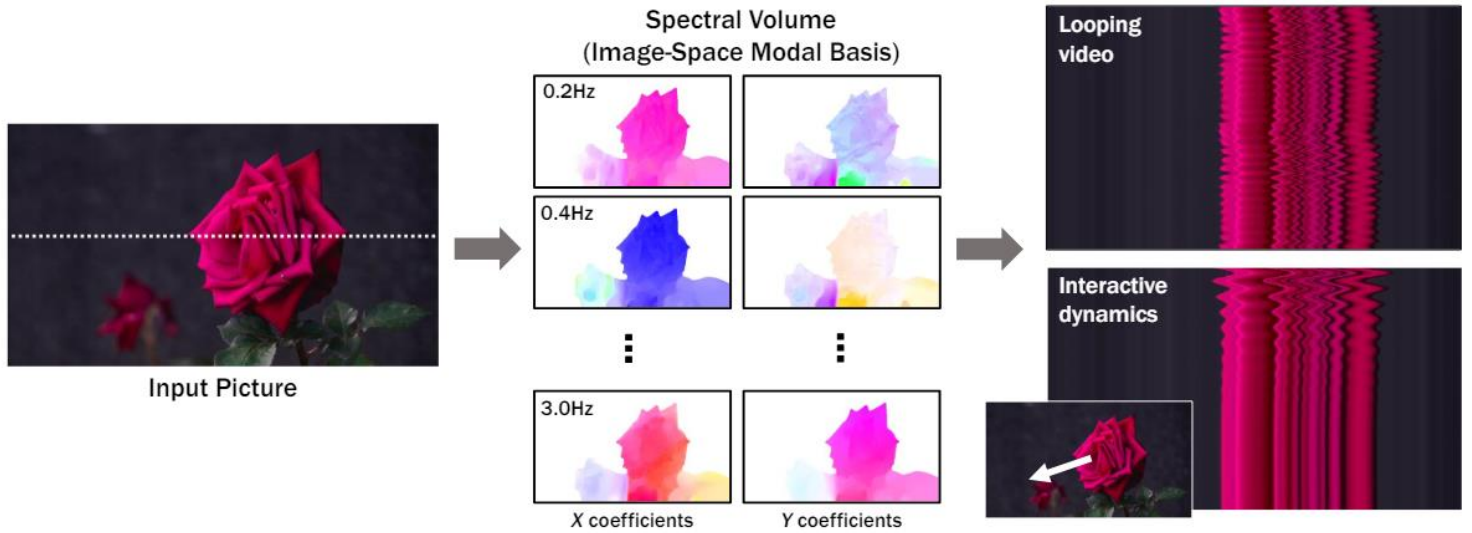 Input Picture
Spectral Volume
(Image-Space Modal Basis)
0.2Hz
0.4Hz
3.0Hz
X coefficients
Y coefficients
Looping
video
Interactive
dynamics